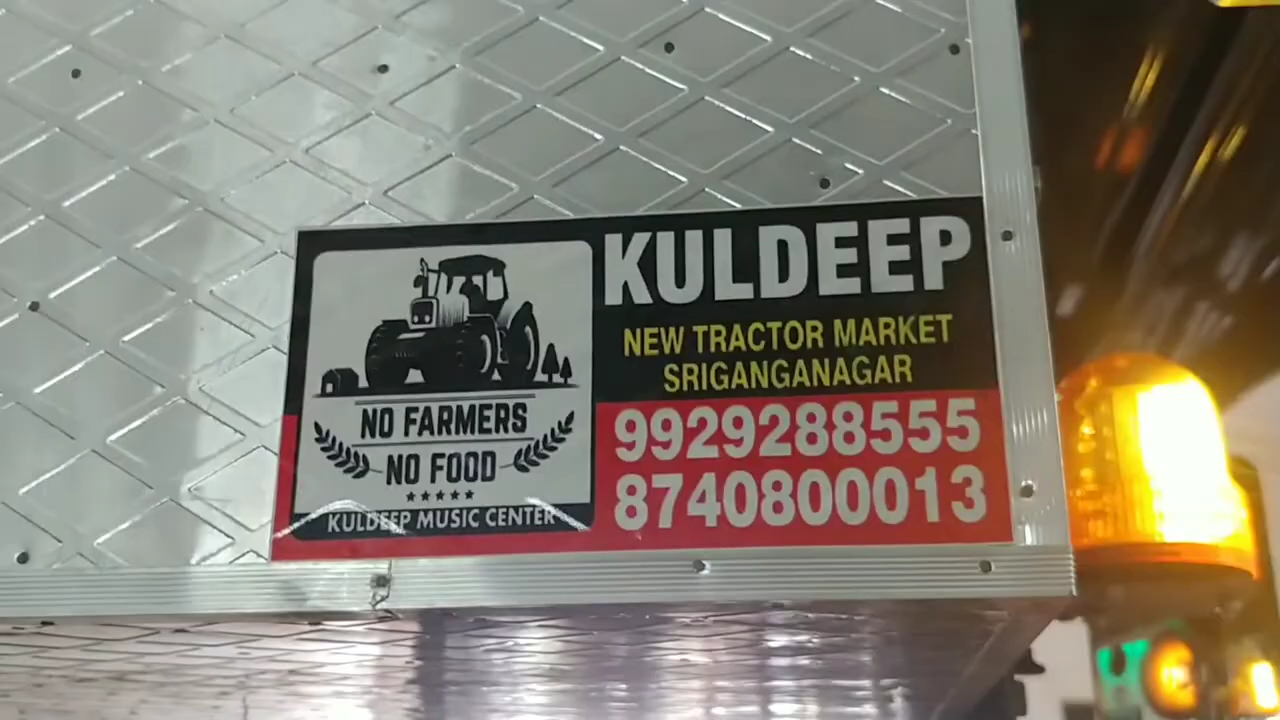 KULDEEP
NEW TRACTOR MARKET
SRIGANGANAGAR
9929288555
8740800013
NO FARMERS
NO FOOD
KULDEEP MUSIC CENTER